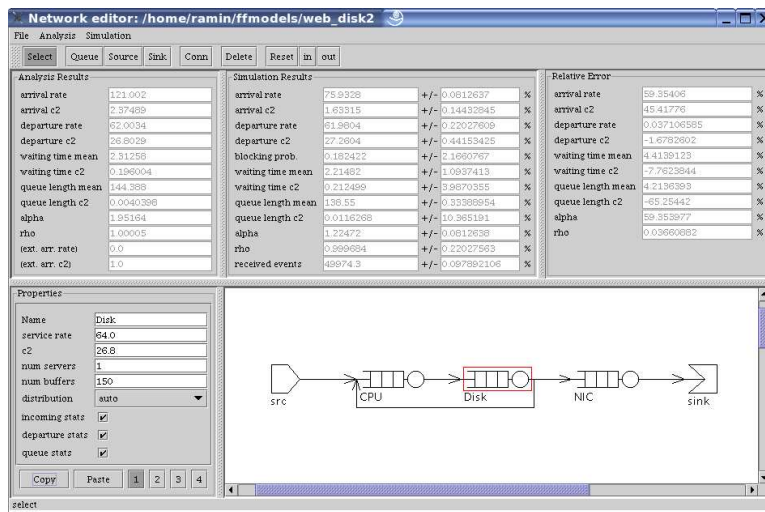 Network editor: /home/ramin/ffmodels/web_disk2
File Analysis Simulation
Select Queue Source Sink Conn Delete Reset in out
Analysis Results
arrival rate 121.002
arrival c2 2.37489
departure rate 62.0034
departure c2 26.8029
waiting time mean 2.31258
waiting time c2 0.196004
queue length mean 144.388
queue length c2 0.0040398
alpha 1.95164
rho 1.00005
(ext. arr. rate) 0.0
(ext. arr. c2) 1.0
Simulation Results
arrival rate 75.9328 +/- 0.0812637 %
arrival c2 1.63315 +/- 0.14432845 %
departure rate 61.9804 +/- 0.22027609 %
departure c2 27.2604 +/- 0.44153425 %
blocking prob. 0.182422 +/- 2.1660767 %
waiting time mean 2.21482 +/- 1.0937413 %
waiting time c2 0.212499 +/- 3.9870355 %
queue length mean 138.55 +/- 0.33388954 %
queue length c2 0.0116268 +/- 10.365191 %
alpha 1.22472 +/- 0.0812638 %
rho 0.999684 +/- 0.22027563 %
received events 49974.3 +/- 0.097892106 %
Relative Error
arrival rate 59.35406 %
arrival c2 45.41776 %
departure rate 0.037106585 %
departure c2 -1.6782602 %
waiting time mean 4.4139123 %
waiting time c2 -7.7623844 %
queue length mean 4.2136393 %
queue length c2 -65.25442 %
alpha 59.353977 %
rho 0.03660882 %
Properties
Name Disk
service rate 64.0
c2 26.8
num servers 1
num buffers 150
distribution auto
incoming stats
departure stats
queue stats
Copy Paste 1 2 3 4
src CPU Disk NIC sink
select